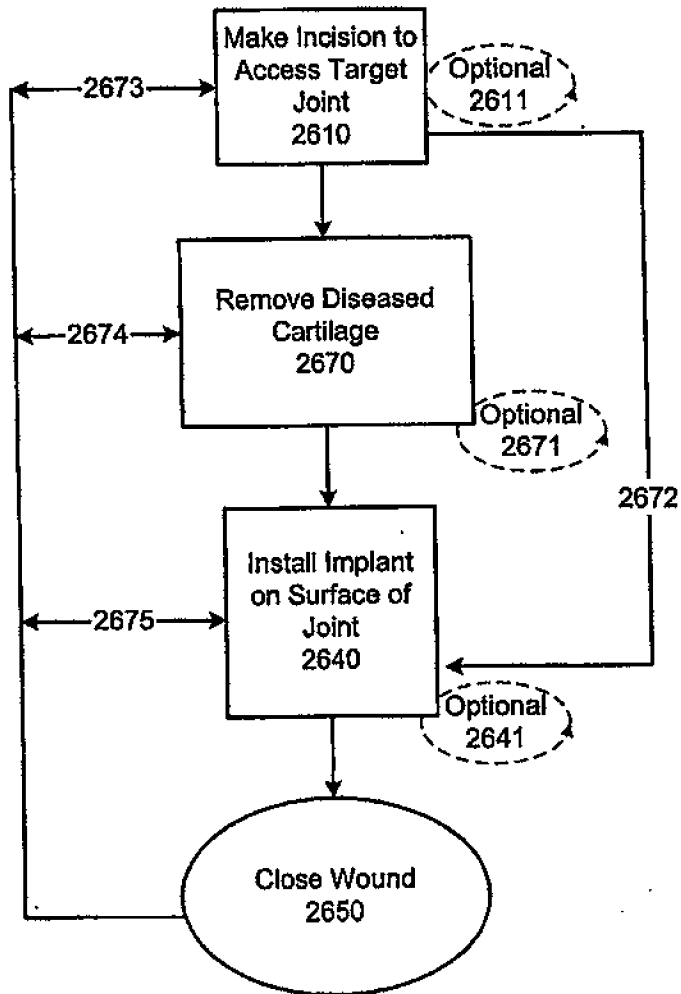 Make Incision to
Access Target
Joint
2610
Optional
2611
2673
Remove Diseased
Cartilage
2670
2674
Optional
2671
2672
Install Implant
on Surface of
Joint
2640
2675
Optional
2641
Close Wound
2650